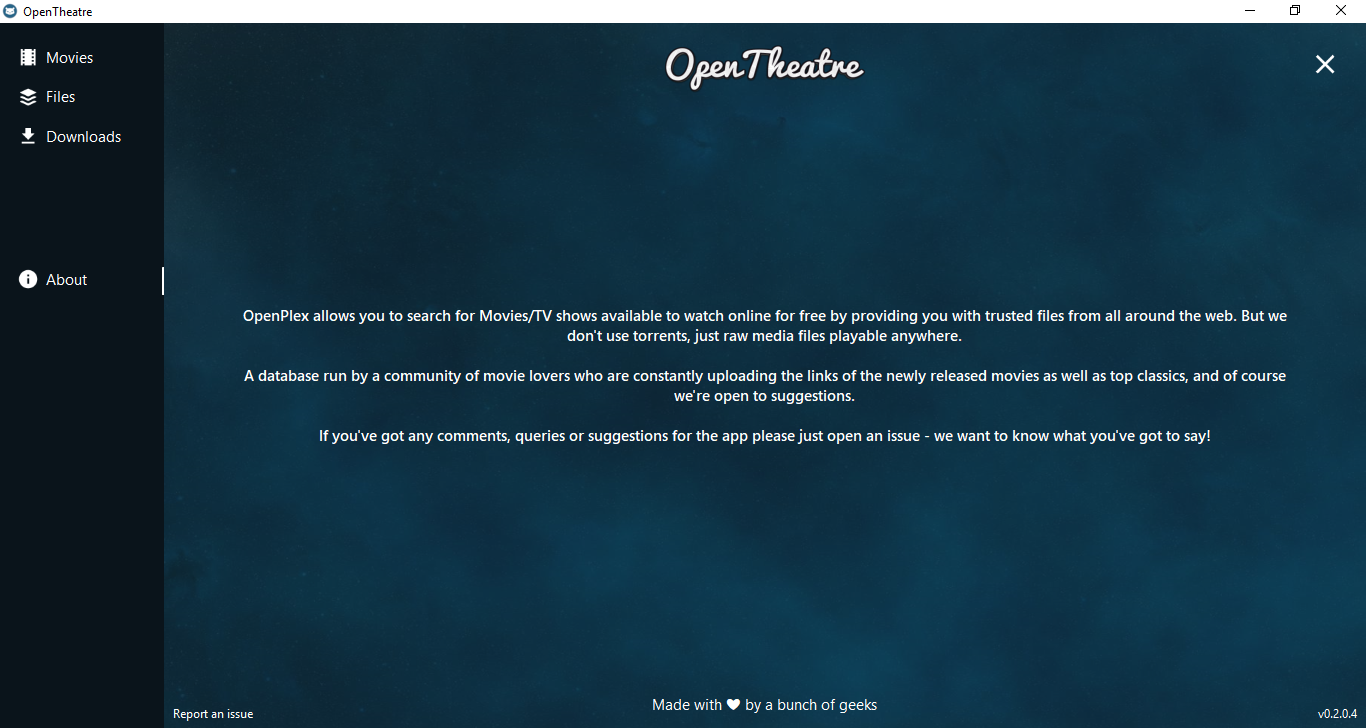 OpenTheatre
Movies
Files
Downloads
About
OpenTheatre
OpenPlex allows you to search for Movies/TV shows available to watch online for free by providing you with trusted files from all around the web. But we
don't use torrents, just raw media files playable anywhere.
A database run by a community of movie lovers who are constantly uploading the links of the newly released movies as well as top classics, and of course
we're open to suggestions.
If you've got any comments, queries or suggestions for the app please just open an issue - we want to know what you've got to say!
Made with ♥ by a bunch of geeks
Report an issue
v0.2.0.4